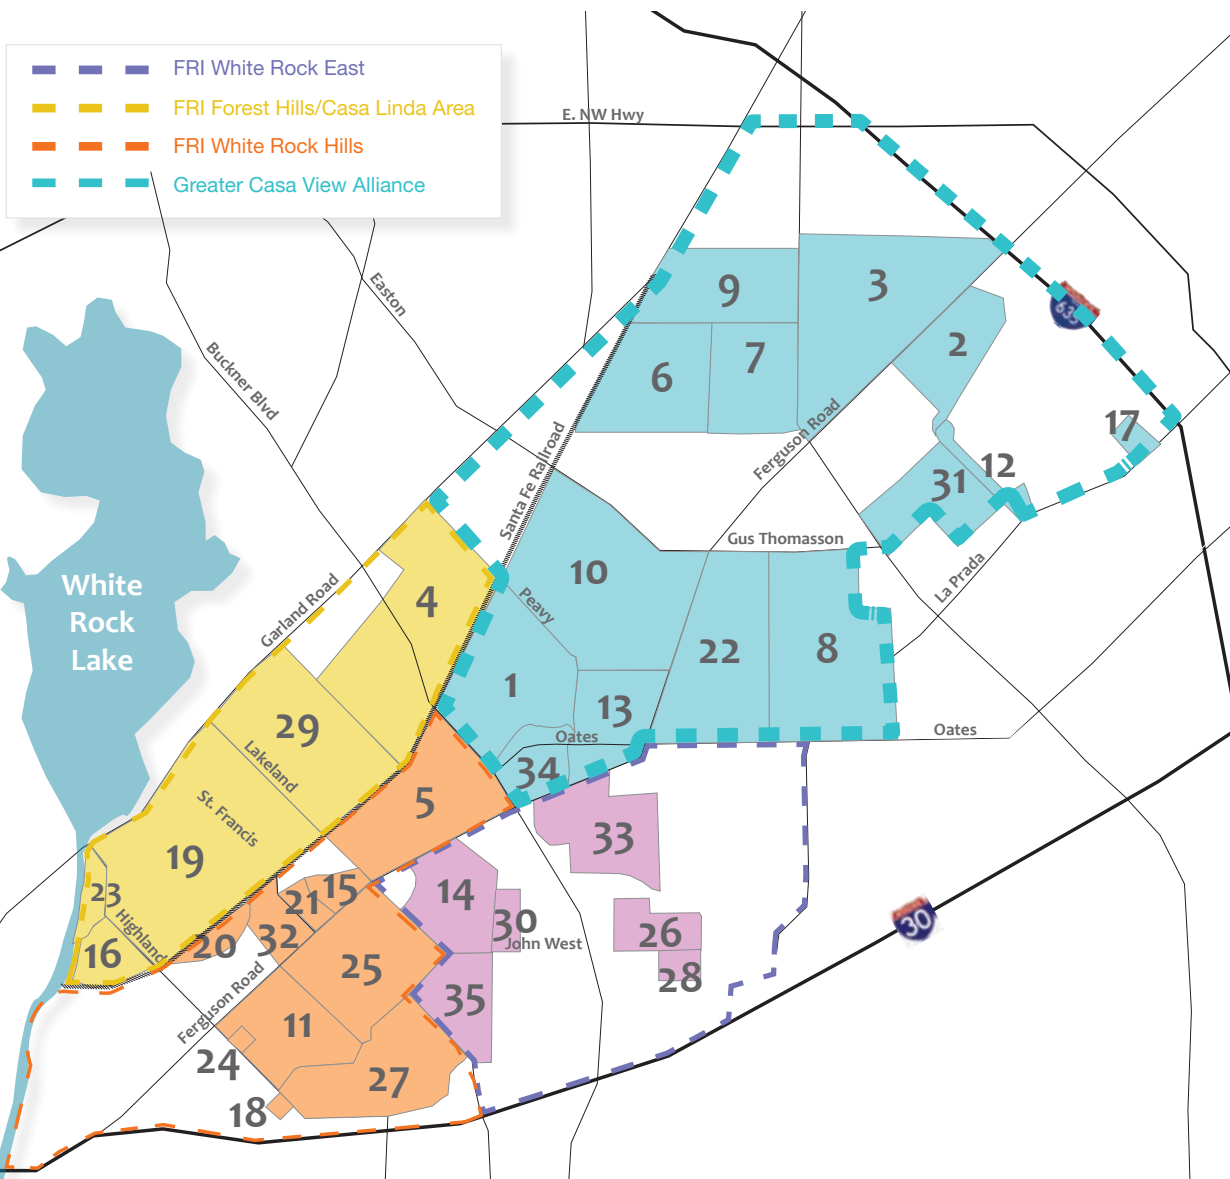 FRI White Rock East
FRI Forest Hills/Casa Linda Area
FRI White Rock Hills
Greater Casa View Alliance
E. NW Hwy
Easton
Buckner Blvd
Santa Fe Railroad
Ferguson Road
9
3
2
6
7
635
17
12
31
Gus Thomasson
La Prada
White
Rock
Lake
Garland Road
4
10
Peavy
22
8
1
13
29
Lakeland
Oates
Oates
34
5
St. Francis
19
33
23
Highland
16
21
15
14
30
John West
26
28
20
32
25
35
Ferguson Road
11
24
27
18
30